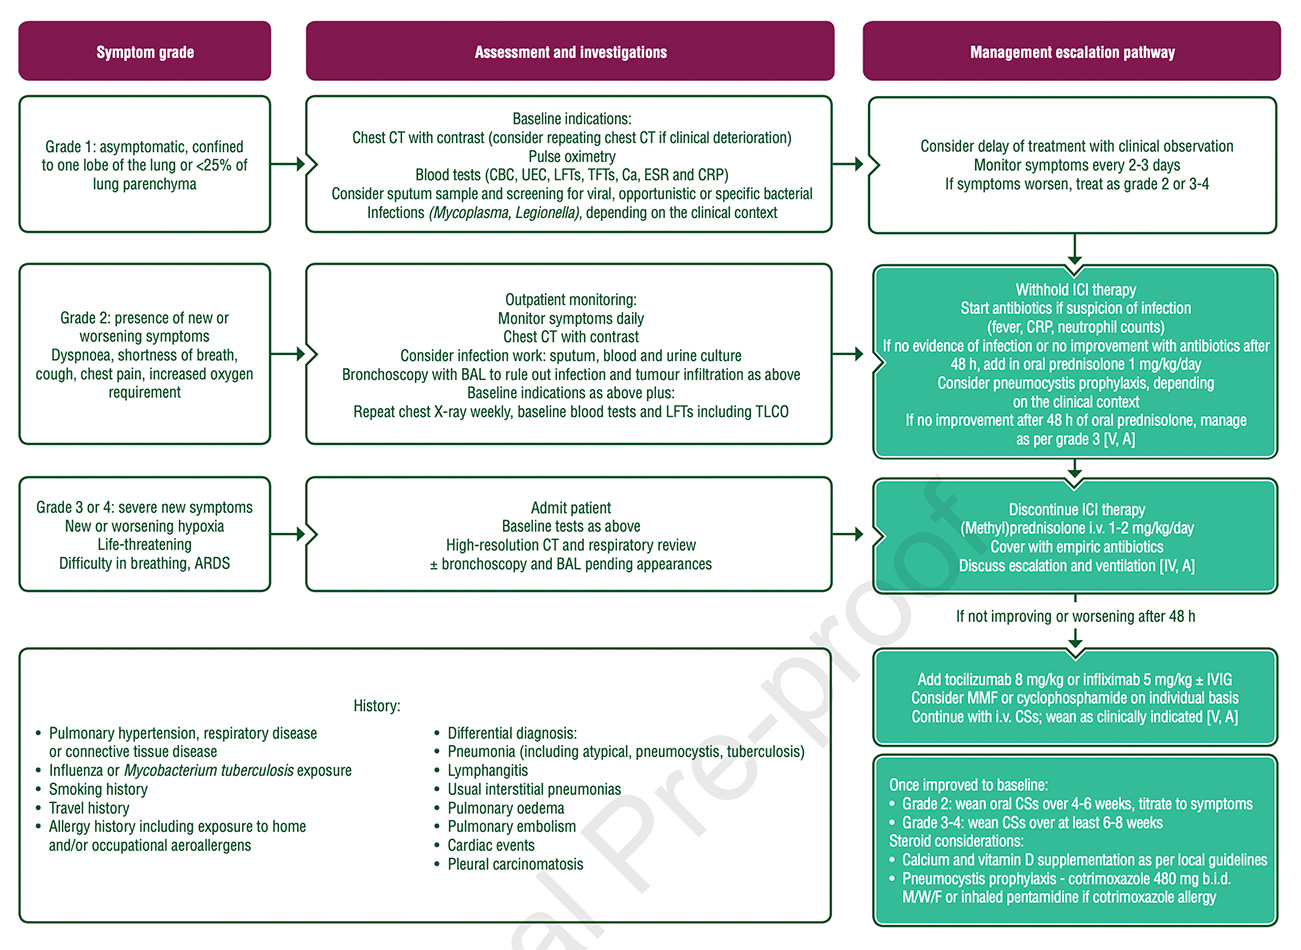 Symptom grade
Assessment and investigations
Management escalation pathway
Grade 1: asymptomatic, confined
to one lobe of the lung or <25% of
lung parenchyma
Baseline indications:
Chest CT with contrast (consider repeating chest CT if clinical deterioration)
Pulse oximetry
Blood tests (CBC, UEC, LFTs, TFTs, Ca, ESR and CRP)
Consider sputum sample and screening for viral, opportunistic or specific bacterial
Infections (Mycoplasma, Legionella), depending on the clinical context
Consider delay of treatment with clinical observation
Monitor symptoms every 2-3 days
If symptoms worsen, treat as grade 2 or 3-4
Grade 2: presence of new or
worsening symptoms
Dyspnoea, shortness of breath,
cough, chest pain, increased oxygen
requirement
Outpatient monitoring:
Monitor symptoms daily
Chest CT with contrast
Consider infection work: sputum, blood and urine culture
Bronchoscopy with BAL to rule out infection and tumour infiltration as above
Baseline indications as above plus:
Repeat chest X-ray weekly, baseline blood tests and LFTs including TLCO
Withhold ICI therapy
Start antibiotics if suspicion of infection
(fever, CRP, neutrophil counts)
If no evidence of infection or no improvement with antibiotics after
48 h, add in oral prednisolone 1 mg/kg/day
Consider pneumocystis prophylaxis, depending
on the clinical context
If no improvement after 48 h of oral prednisolone, manage
as per grade 3 [V, A]
Grade 3 or 4: severe new symptoms
New or worsening hypoxia
Life-threatening
Difficulty in breathing, ARDS
Admit patient
Baseline tests as above
High-resolution CT and respiratory review
± bronchoscopy and BAL pending appearances
Discontinue ICI therapy
(Methyl)prednisolone i.v. 1-2 mg/kg/day
Cover with empiric antibiotics
Discuss escalation and ventilation [IV, A]
If not improving or worsening after 48 h
Add tocilizumab 8 mg/kg or infliximab 5 mg/kg ± IVIG
Consider MMF or cyclophosphamide on individual basis
Continue with i.v. CSs; wean as clinically indicated [V, A]
History:
• Pulmonary hypertension, respiratory disease
or connective tissue disease
• Influenza or Mycobacterium tuberculosis exposure
• Smoking history
• Travel history
• Allergy history including exposure to home
and/or occupational aeroallergens
• Differential diagnosis:
• Pneumonia (including atypical, pneumocystis, tuberculosis)
• Lymphangitis
• Usual interstitial pneumonias
• Pulmonary oedema
• Pulmonary embolism
• Cardiac events
• Pleural carcinomatosis
Once improved to baseline:
• Grade 2: wean oral CSs over 4-6 weeks, titrate to symptoms
• Grade 3-4: wean CSs over at least 6-8 weeks
Steroid considerations:
• Calcium and vitamin D supplementation as per local guidelines
• Pneumocystis prophylaxis - cotrimoxazole 480 mg b.i.d.
M/W/F or inhaled pentamidine if cotrimoxazole allergy
al Pre-proof